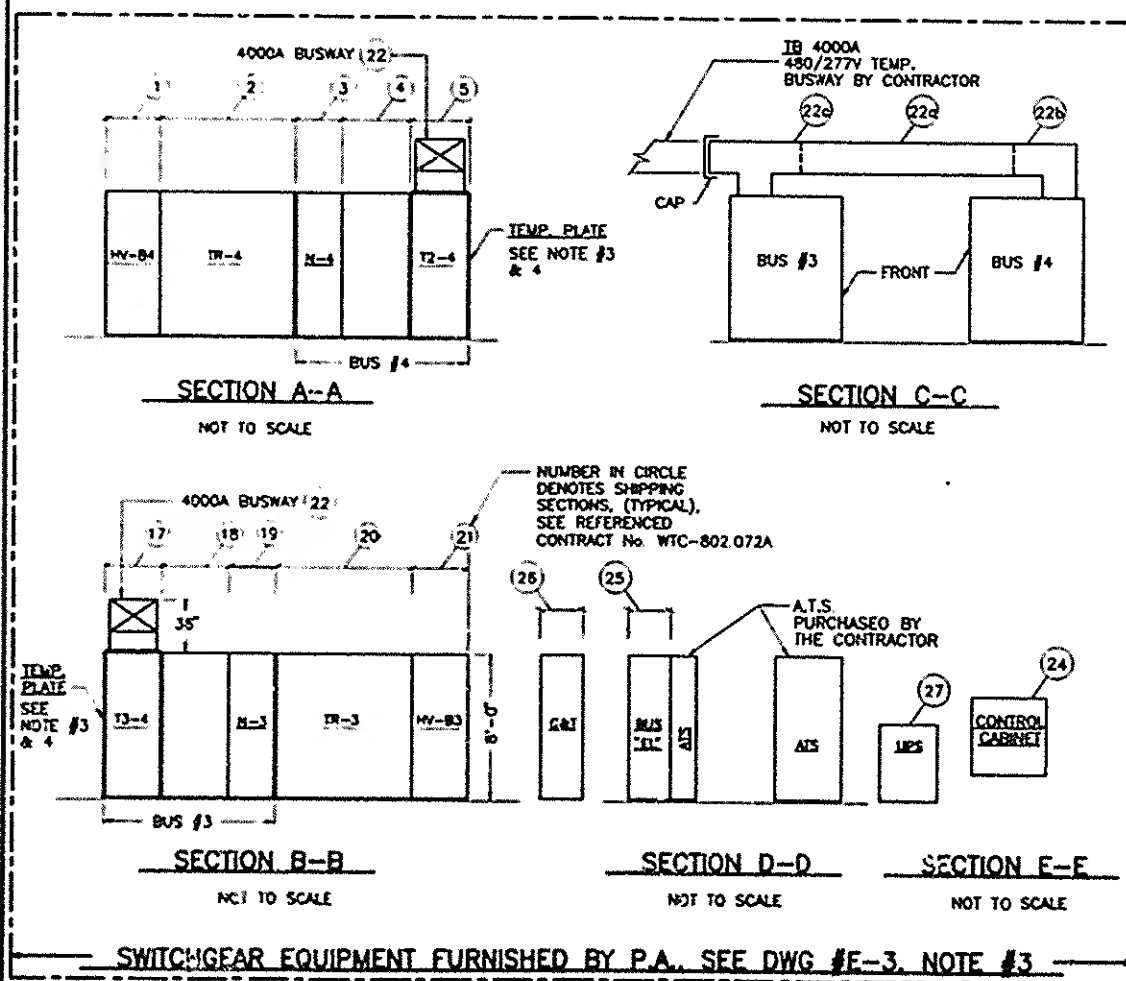 4000A BUSWAY 22
1 2 3 4 5
HV-B4
TR-4
M-4
T2-4
TEMP. PLATE
SEE NOTE #3
& 4
BUS #4
SECTION A-A
NOT TO SCALE
TB 4000A
480/277V TEMP.
BUSWAY BY CONTRACTOR
22c 22a 22b
CAP
BUS #3
FRONT
BUS #4
SECTION C-C
NOT TO SCALE
4000A BUSWAY 22
17 18 19 20 21
NUMBER IN CIRCLE
DENOTES SHIPPING
SECTIONS, (TYPICAL),
SEE REFERENCED
CONTRACT No. WTC-802.072A
TEMP.
PLATE
SEE
NOTE #3
& 4
T3-4
M-3
TR-3
HV-B3
8'-0"
BUS #3
SECTION B-B
NOT TO SCALE
26 25
A.T.S.
PURCHASED BY
THE CONTRACTOR
BUS
ATS
ATS
SECTION D-D
NOT TO SCALE
27
UPS
24
CONTROL
CABINET
SECTION E-E
NOT TO SCALE
SWITCHGEAR EQUIPMENT FURNISHED BY P.A.. SEE DWG #E-3. NOTE #3